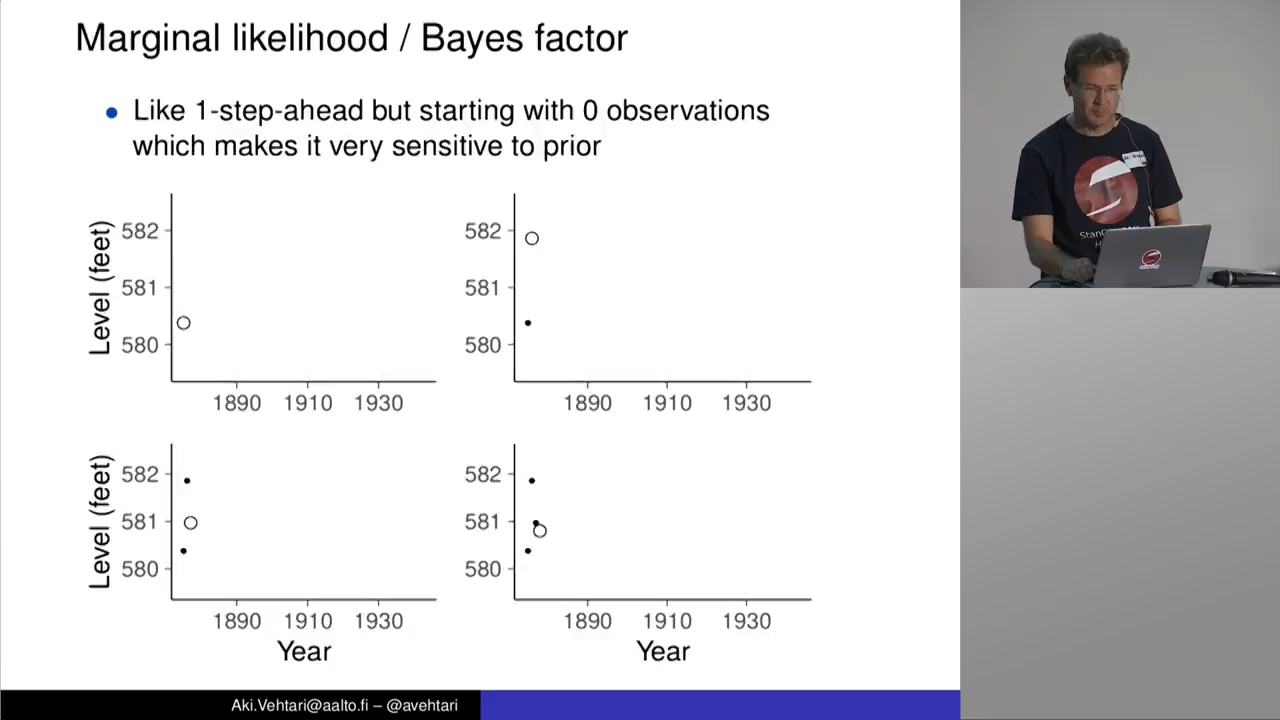 Marginal likelihood / Bayes factor
Like 1-step-ahead but starting with 0 observations
which makes it very sensitive to prior
Level (feet)
582
581
580
1890 1910 1930
582
581
580
1890 1910 1930
Level (feet)
582
581
580
1890 1910 1930
Year
582
581
580
1890 1910 1930
Year
Aki.Vehtari@aalto.fi – @avehtari